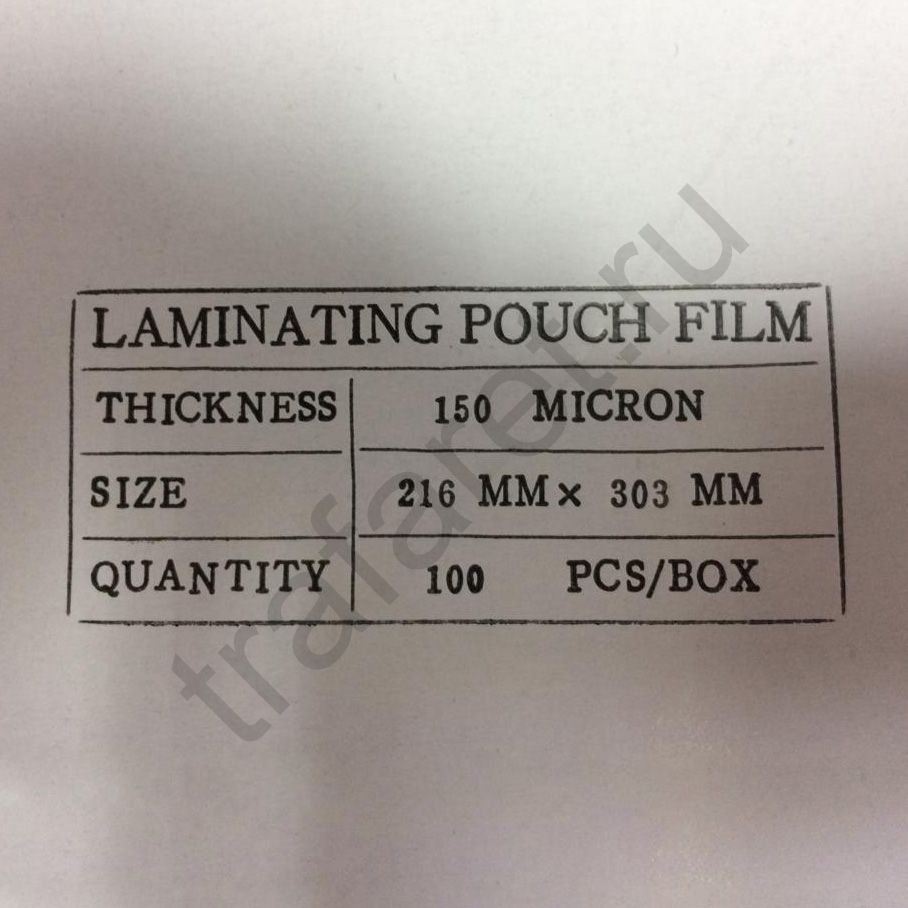 LAMINATING POUCH FILM
THICKNESS 150 MICRON
SIZE 216 MM × 303 MM
QUANTITY 100 PCS/BOX
trafaret.ru